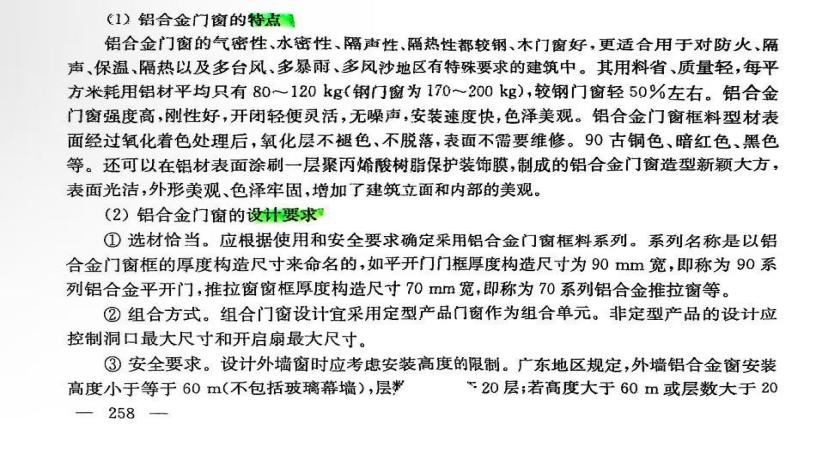 (1) 铝合金门窗的特点
铝合金门窗的气密性、水密性、隔声性、隔热性都较钢、木门窗好,更适合用于对防火、隔
声、保温、隔热以及多台风、多暴雨、多风沙地区有特殊要求的建筑中。其用料省、质量轻,每平
方米耗用铝材平均只有 80～120 kg(钢门窗为 170～200 kg),较钢门窗轻 50%左右。铝合金
门窗强度高,刚性好,开闭轻便灵活,无噪声,安装速度快,色泽美观。铝合金门窗框料型材表
面经过氧化着色处理后,氧化层不褪色、不脱落,表面不需要维修。90 古铜色、暗红色、黑色
等。还可以在铝材表面涂刷一层聚丙烯酸树脂保护装饰膜,制成的铝合金门窗造型新颖大方,
表面光洁,外形美观、色泽牢固,增加了建筑立面和内部的美观。
(2) 铝合金门窗的设计要求
① 选材恰当。应根据使用和安全要求确定采用铝合金门窗框料系列。系列名称是以铝
合金门窗框的厚度构造尺寸来命名的,如平开门门框厚度构造尺寸为 90 mm 宽,即称为 90 系
列铝合金平开门,推拉窗窗框厚度构造尺寸 70 mm 宽,即称为 70 系列铝合金推拉窗等。
② 组合方式。组合门窗设计宜采用定型产品门窗作为组合单元。非定型产品的设计应
控制洞口最大尺寸和开启扇最大尺寸。
③ 安全要求。设计外墙窗时应考虑安装高度的限制。广东地区规定,外墙铝合金窗安装
高度小于等于 60 m(不包括玻璃幕墙),层 20 层;若高度大于 60 m 或层数大于 20
— 258 —